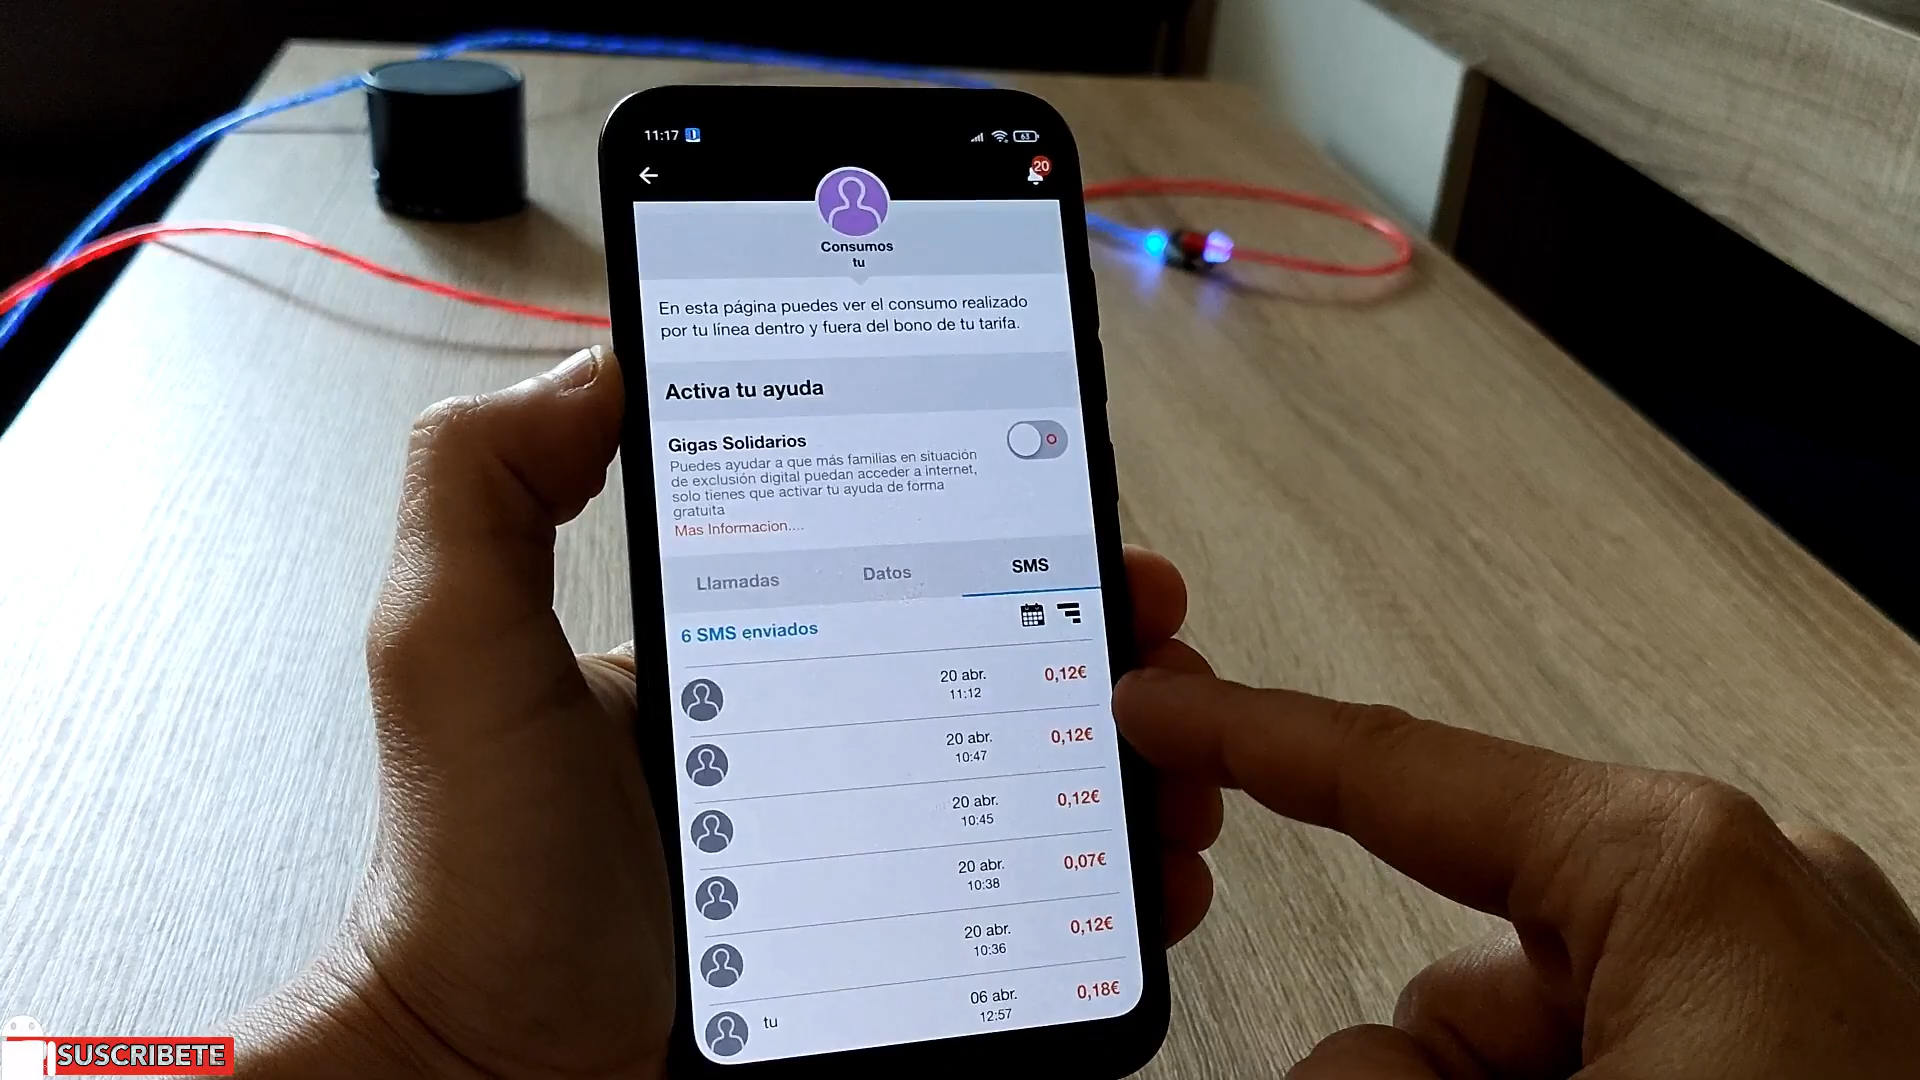 11:17
63
20
Consumos
tu
En esta página puedes ver el consumo realizado
por tu línea dentro y fuera del bono de tu tarifa.
Activa tu ayuda
Gigas Solidarios
Puedes ayudar a que más familias en situación
de exclusión digital puedan acceder a internet,
solo tienes que activar tu ayuda de forma
gratuita
Mas Informacion....
Llamadas Datos SMS
6 SMS enviados
20 abr. 0,12€
11:12
20 abr. 0,12€
10:47
20 abr. 0,12€
10:45
20 abr. 0,07€
10:38
20 abr. 0,12€
10:36
tu 06 abr. 0,18€
12:57
SUSCRIBETE